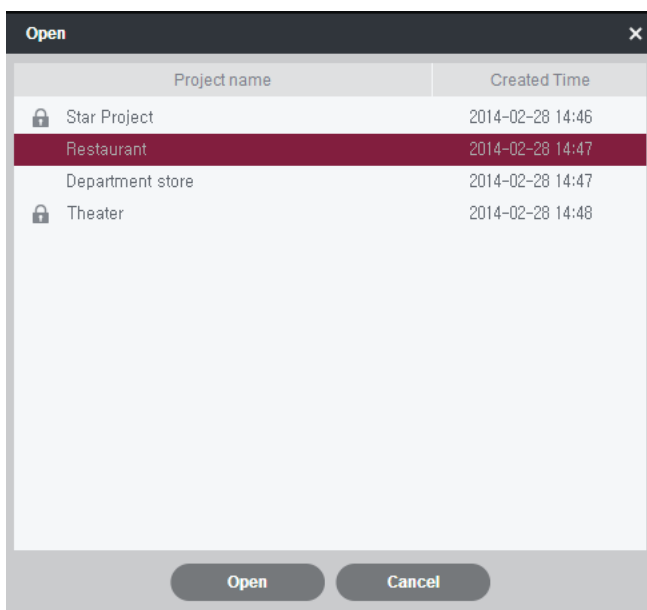 Open
Project name Created Time
Star Project 2014-02-28 14:46
Restaurant 2014-02-28 14:47
Department store 2014-02-28 14:47
Theater 2014-02-28 14:48
Open Cancel